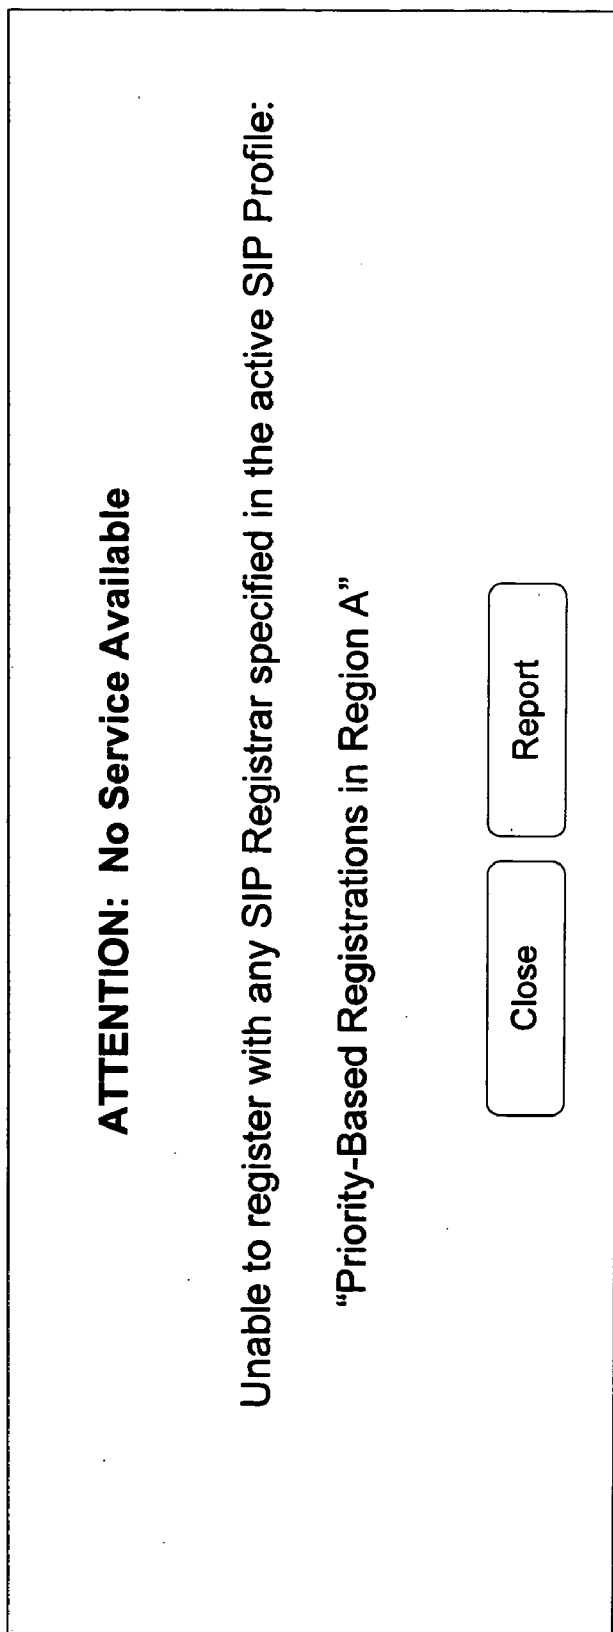 ATTENTION: No Service Available
Unable to register with any SIP Registrar specified in the active SIP Profile:
“Priority-Based Registrations in Region A”
Close Report